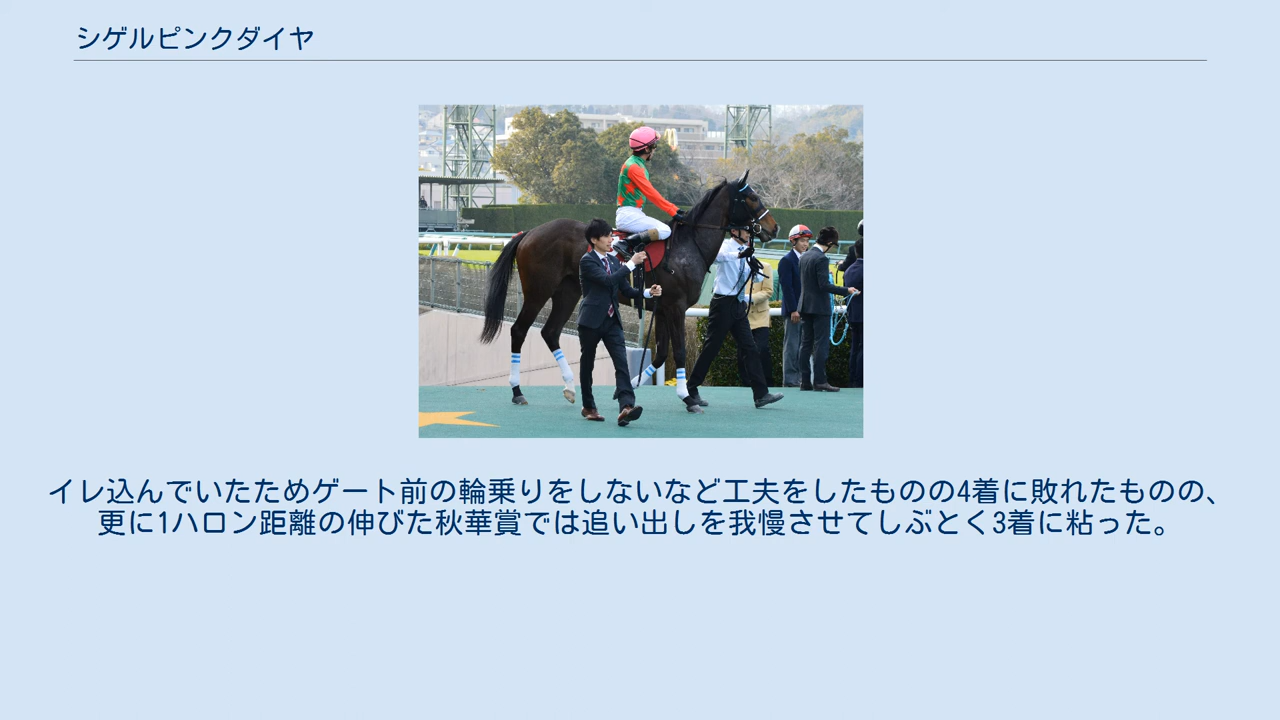 シゲルピンクダイヤ
イレ込んでいたためゲート前の輪乗りをしないなど工夫をしたものの4着に敗れたものの、
更に1ハロン距離の伸びた秋華賞では追い出しを我慢させてしぶとく3着に粘った。